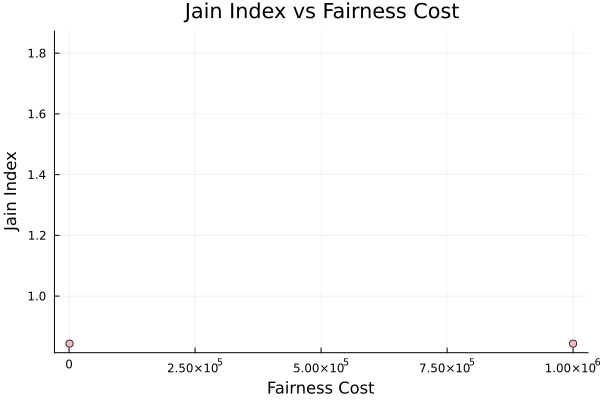 Jain Index vs Fairness Cost
1.8
1.6
1.4
1.2
1.0
Jain Index
0 2.50×10⁵ 5.00×10⁵ 7.50×10⁵ 1.00×10⁶
Fairness Cost